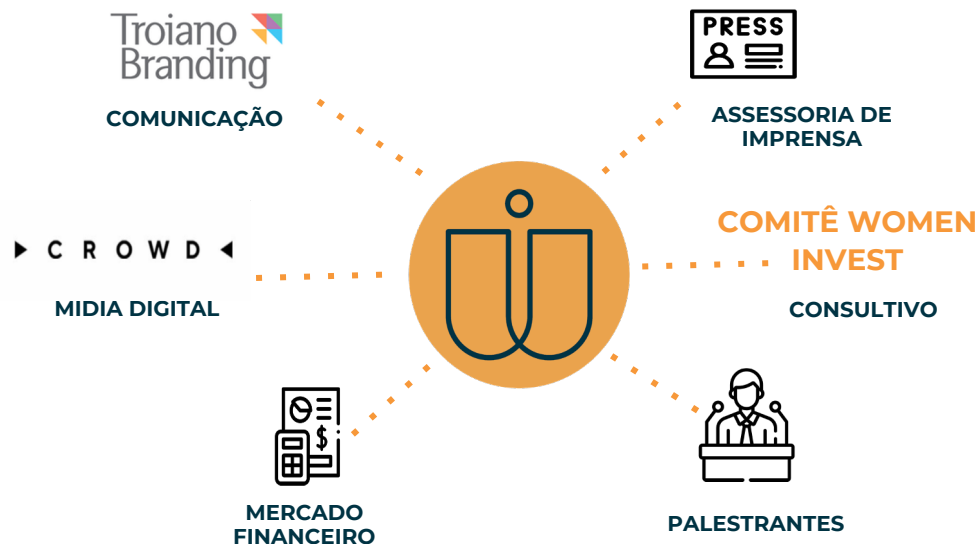 Troiano
Branding
COMUNICAÇÃO
PRESS
ASSESSORIA DE
IMPRENSA
CROWD
MIDIA DIGITAL
COMITÊ WOMEN
INVEST
CONSULTIVO
$
MERCADO
FINANCEIRO
PALESTRANTES